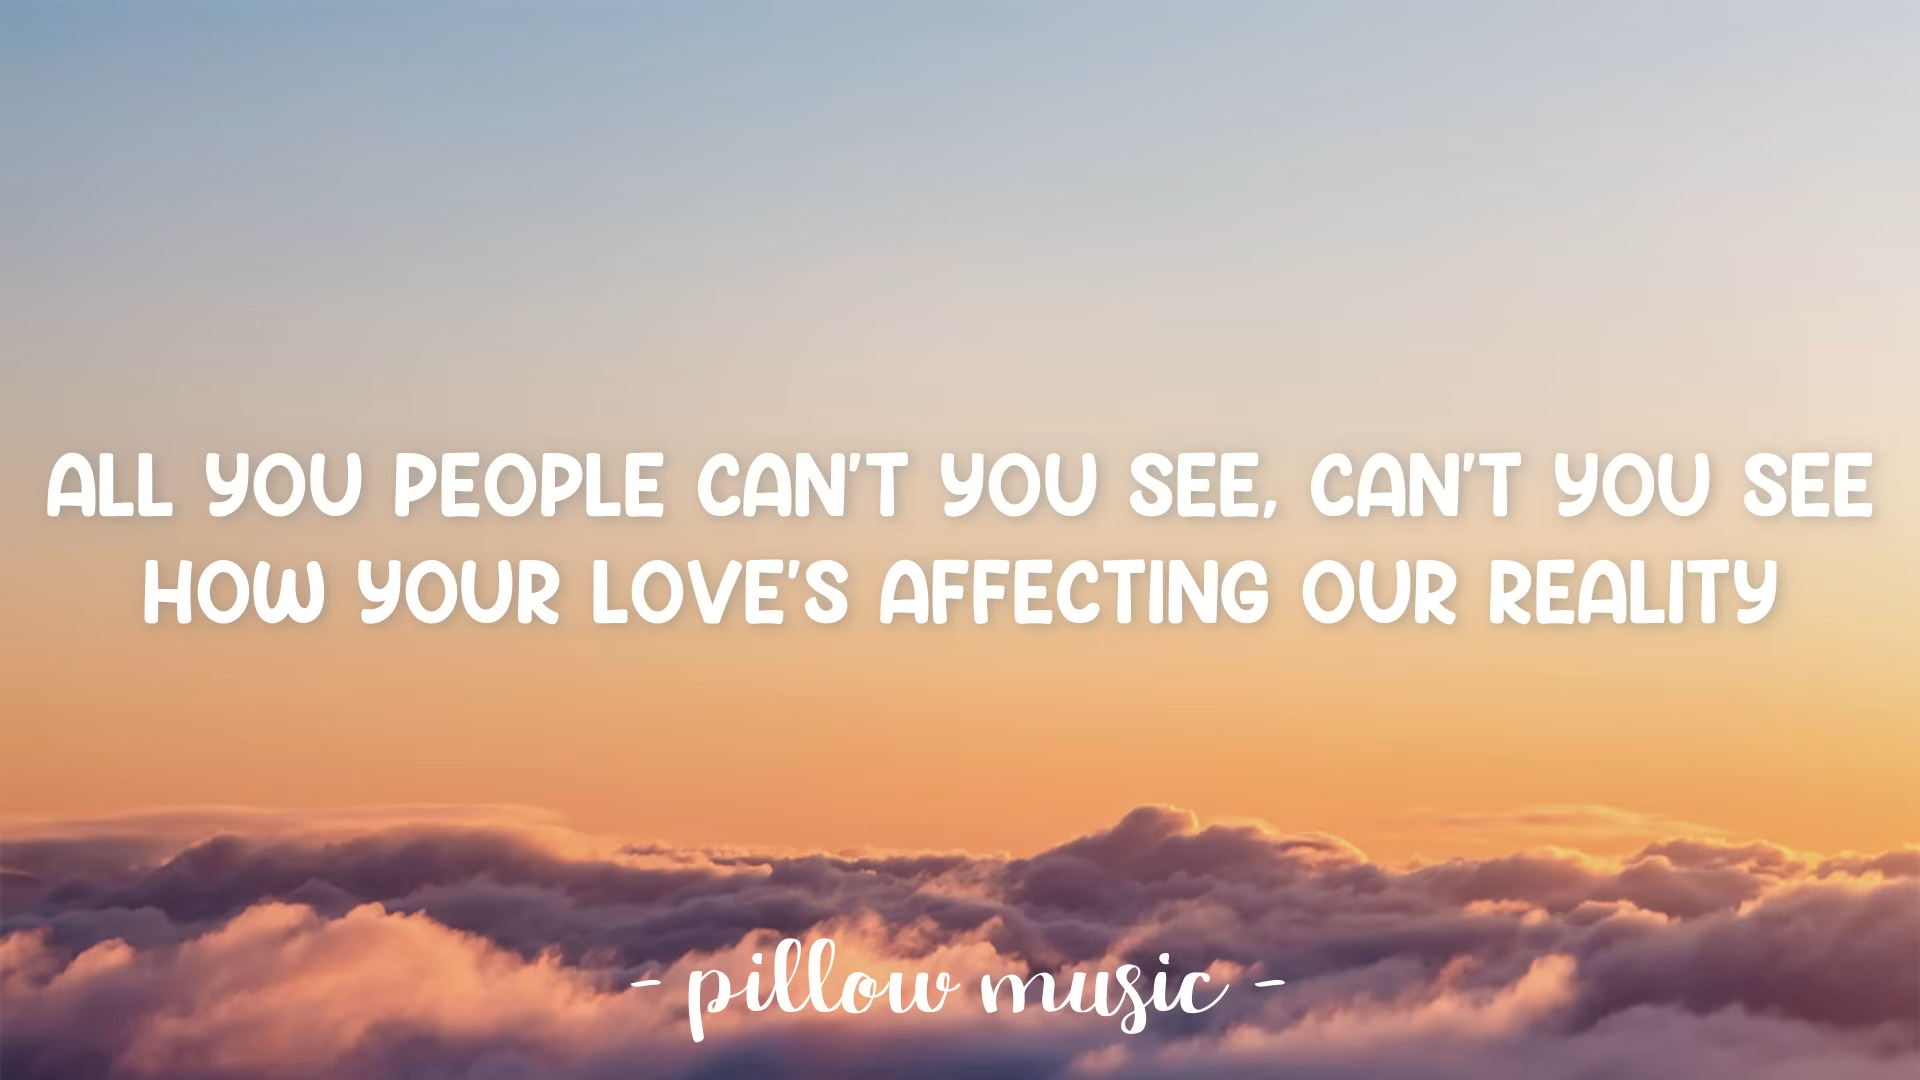 ALL YOU PEOPLE CAN'T YOU SEE, CAN'T YOU SEE
HOW YOUR LOVE'S AFFECTING OUR REALITY
- pillow music -